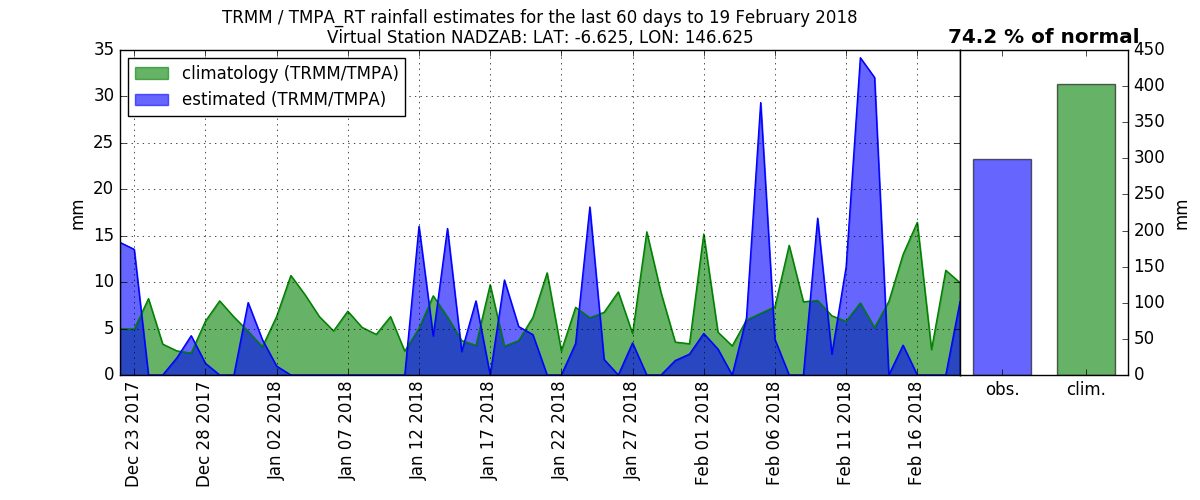 TRMM / TMPA_RT rainfall estimates for the last 60 days to 19 February 2018
Virtual Station NADZAB: LAT: -6.625, LON: 146.625
74.2 % of normal
climatology (TRMM/TMPA)
estimated (TRMM/TMPA)
35
30
25
20
15
10
5
0
mm
Dec 23 2017
Dec 28 2017
Jan 02 2018
Jan 07 2018
Jan 12 2018
Jan 17 2018
Jan 22 2018
Jan 27 2018
Feb 01 2018
Feb 06 2018
Feb 11 2018
Feb 16 2018
obs.
clim.
450
400
350
300
250
200
150
100
50
0
mm